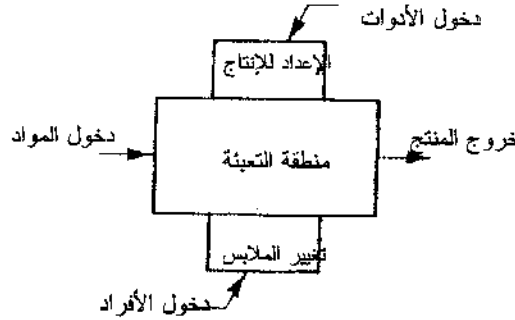 دخول الأدوات
الإعداد للإنتاج
دخول المواد
خروج المنتج
منطقة التعبئة
تغيير الملابس
دخول الأفراد